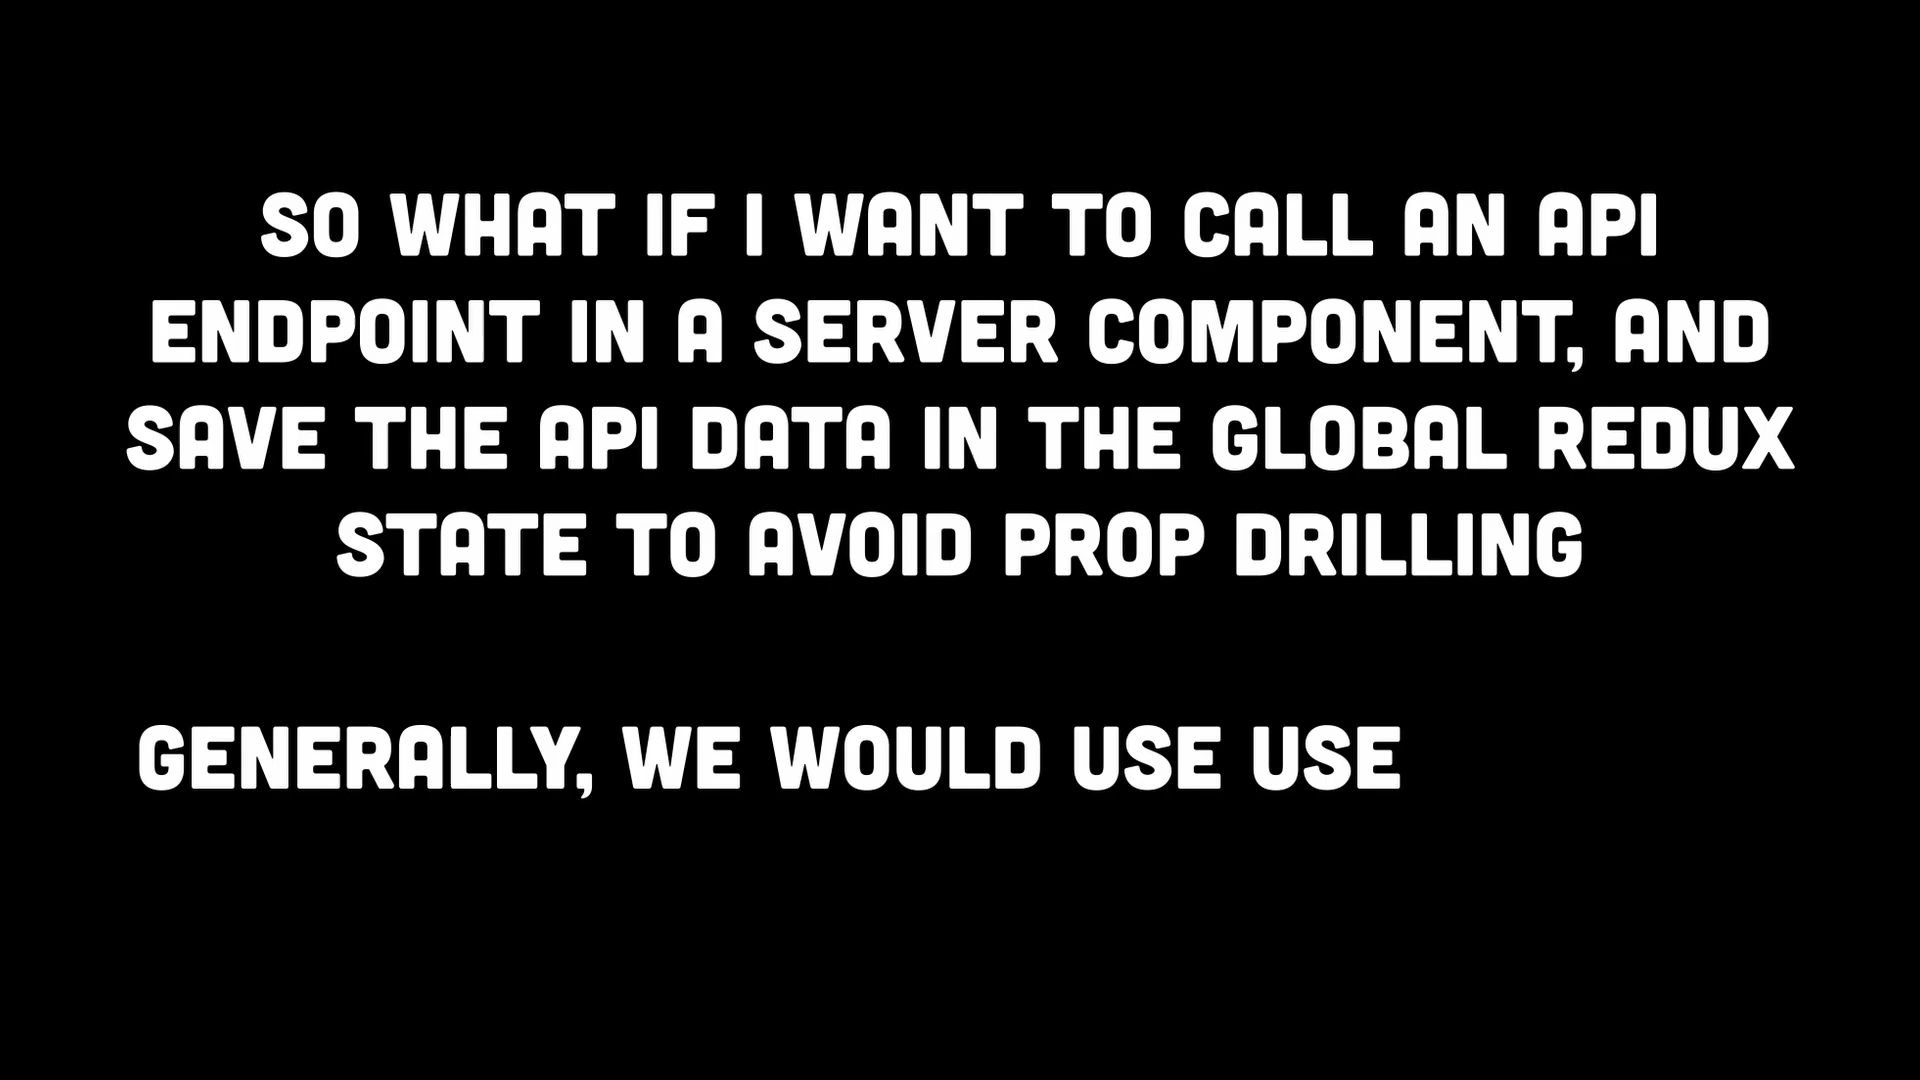 SO WHAT IF I WANT TO CALL AN API
ENDPOINT IN A SERVER COMPONENT, AND
SAVE THE API DATA IN THE GLOBAL REDUX
STATE TO AVOID PROP DRILLING
GENERALLY, WE WOULD USE USE